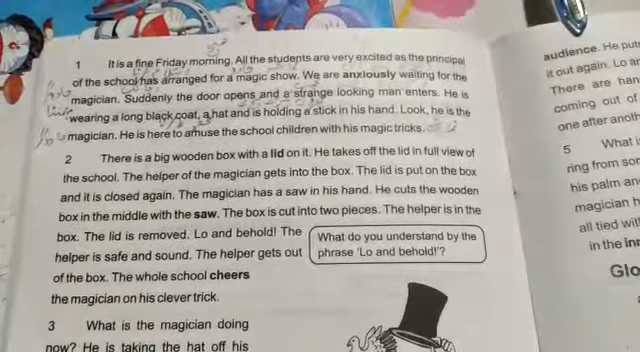 1 It is a fine Friday morning. All the students are very excited as the principal
of the school has arranged for a magic show. We are anxiously waiting for the
magician. Suddenly the door opens and a strange looking man enters. He is
wearing a long black coat, a hat and is holding a stick in his hand. Look, he is the
magician. He is here to amuse the school children with his magic tricks.
2 There is a big wooden box with a lid on it. He takes off the lid in full view of
the school. The helper of the magician gets into the box. The lid is put on the box
and it is closed again. The magician has a saw in his hand. He cuts the wooden
box in the middle with the saw. The box is cut into two pieces. The helper is in the
box. The lid is removed. Lo and behold! The
helper is safe and sound. The helper gets out
of the box. The whole school cheers
the magician on his clever trick.
What do you understand by the
phrase 'Lo and behold!'?
3 What is the magician doing
now? He is taking the hat off his
audience. He
it out again. Lo
There are
coming out of
one after
5 What
ring from
his palm
magician
all tied
in the